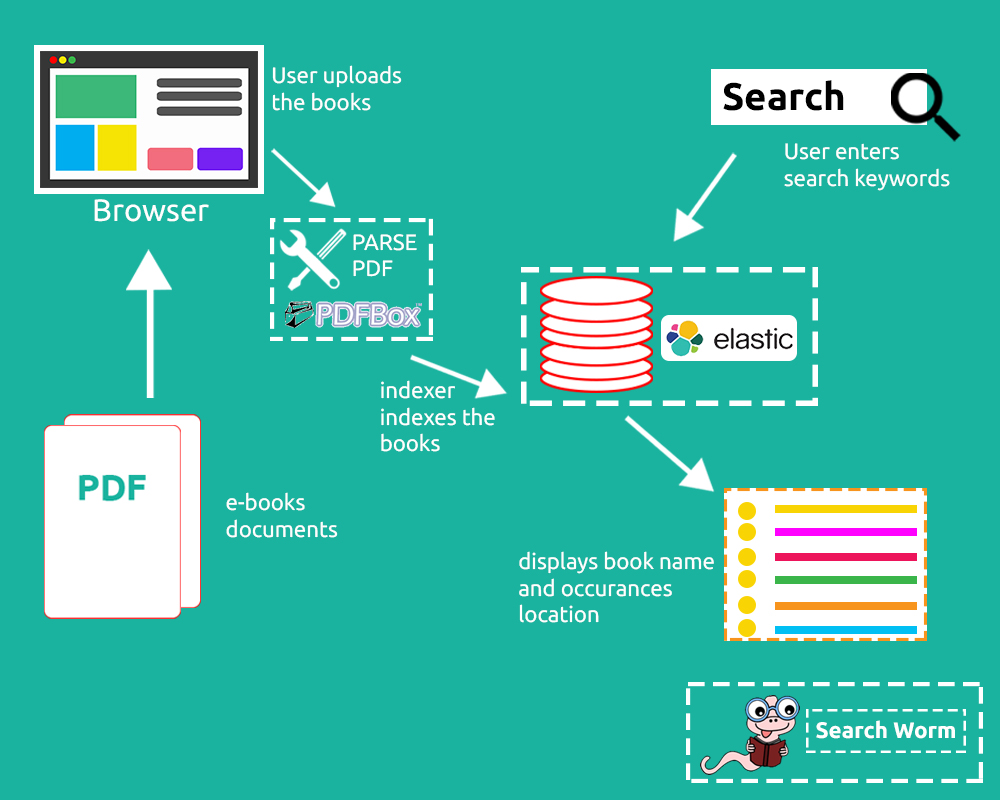 User uploads
the books
Browser
Search
User enters
search keywords
PARSE
PDF
PDFBox
elastic
indexer
indexes the
books
PDF
e-books
documents
displays book name
and occurances
location
Search Worm